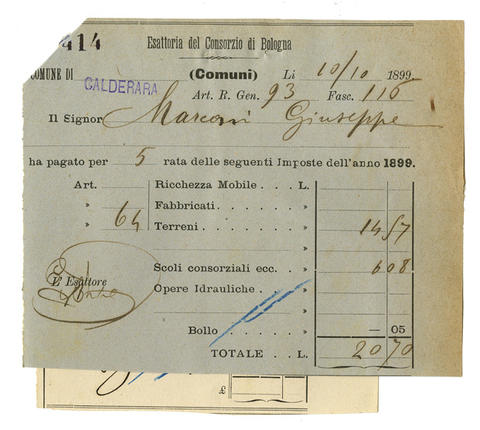 414
Esattoria del Consorzio di Bologna
COMUNE DI CALDERARA (Comuni) Li 10/10 1899
Art. R. Gen. 93 Fasc. 116
Il Signor Marconi Giuseppe
ha pagato per 5 rata delle seguenti Imposte dell'anno 1899.
Art. Ricchezza Mobile . . . L.
» Fabbricati. . . . . . »
» 64 Terreni . . . . . . » 14 57
Scoli consorziali ecc. . » 6 08
L'Esattore
Opere Idrauliche . . . »
Bollo » — 05
TOTALE . . L. 20 70
£